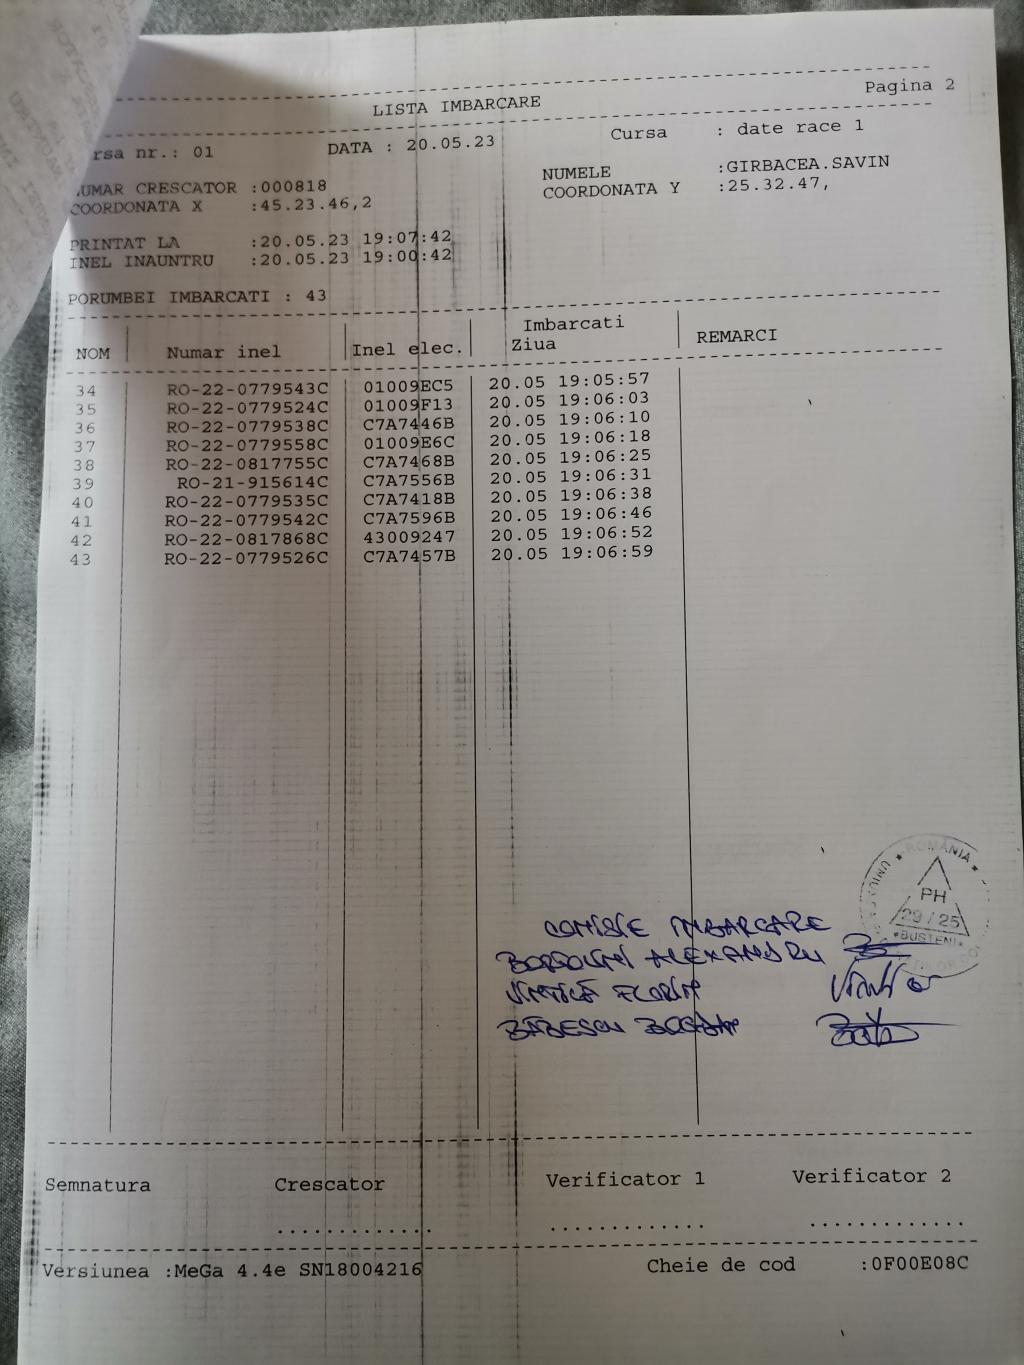 Pagina 2
LISTA IMBARCARE
rsa nr.: 01 DATA : 20.05.23 Cursa : date race 1
UMAR CRESCATOR :000818 NUMELE :GIRBACEA.SAVIN
COORDONATA X :45.23.46,2 COORDONATA Y :25.32.47,
PRINTAT LA :20.05.23 19:07:42
INEL INAUNTRU :20.05.23 19:00:42
PORUMBEI IMBARCATI : 43
NOM Numar inel Inel elec. Imbarcati Ziua REMARCI
34 RO-22-0779543C 01009EC5 20.05 19:05:57
35 RO-22-0779524C 01009F13 20.05 19:06:03
36 RO-22-0779538C C7A7446B 20.05 19:06:10
37 RO-22-0779558C 01009E6C 20.05 19:06:18
38 RO-22-0817755C C7A7468B 20.05 19:06:25
39 RO-21-915614C C7A7556B 20.05 19:06:31
40 RO-22-0779535C C7A7418B 20.05 19:06:38
41 RO-22-0779542C C7A7596B 20.05 19:06:46
42 RO-22-0817868C 43009247 20.05 19:06:52
43 RO-22-0779526C C7A7457B 20.05 19:06:59
ROMÂNIA
PH
29/25
*BUSTENI*
COMISIE IMBARCARE
ALEXANDRU
FLORIN
BĂBESCU BOGDAN
Semnatura Crescator Verificator 1 Verificator 2
Versiunea :MeGa 4.4e SN18004216 Cheie de cod :0F00E08C